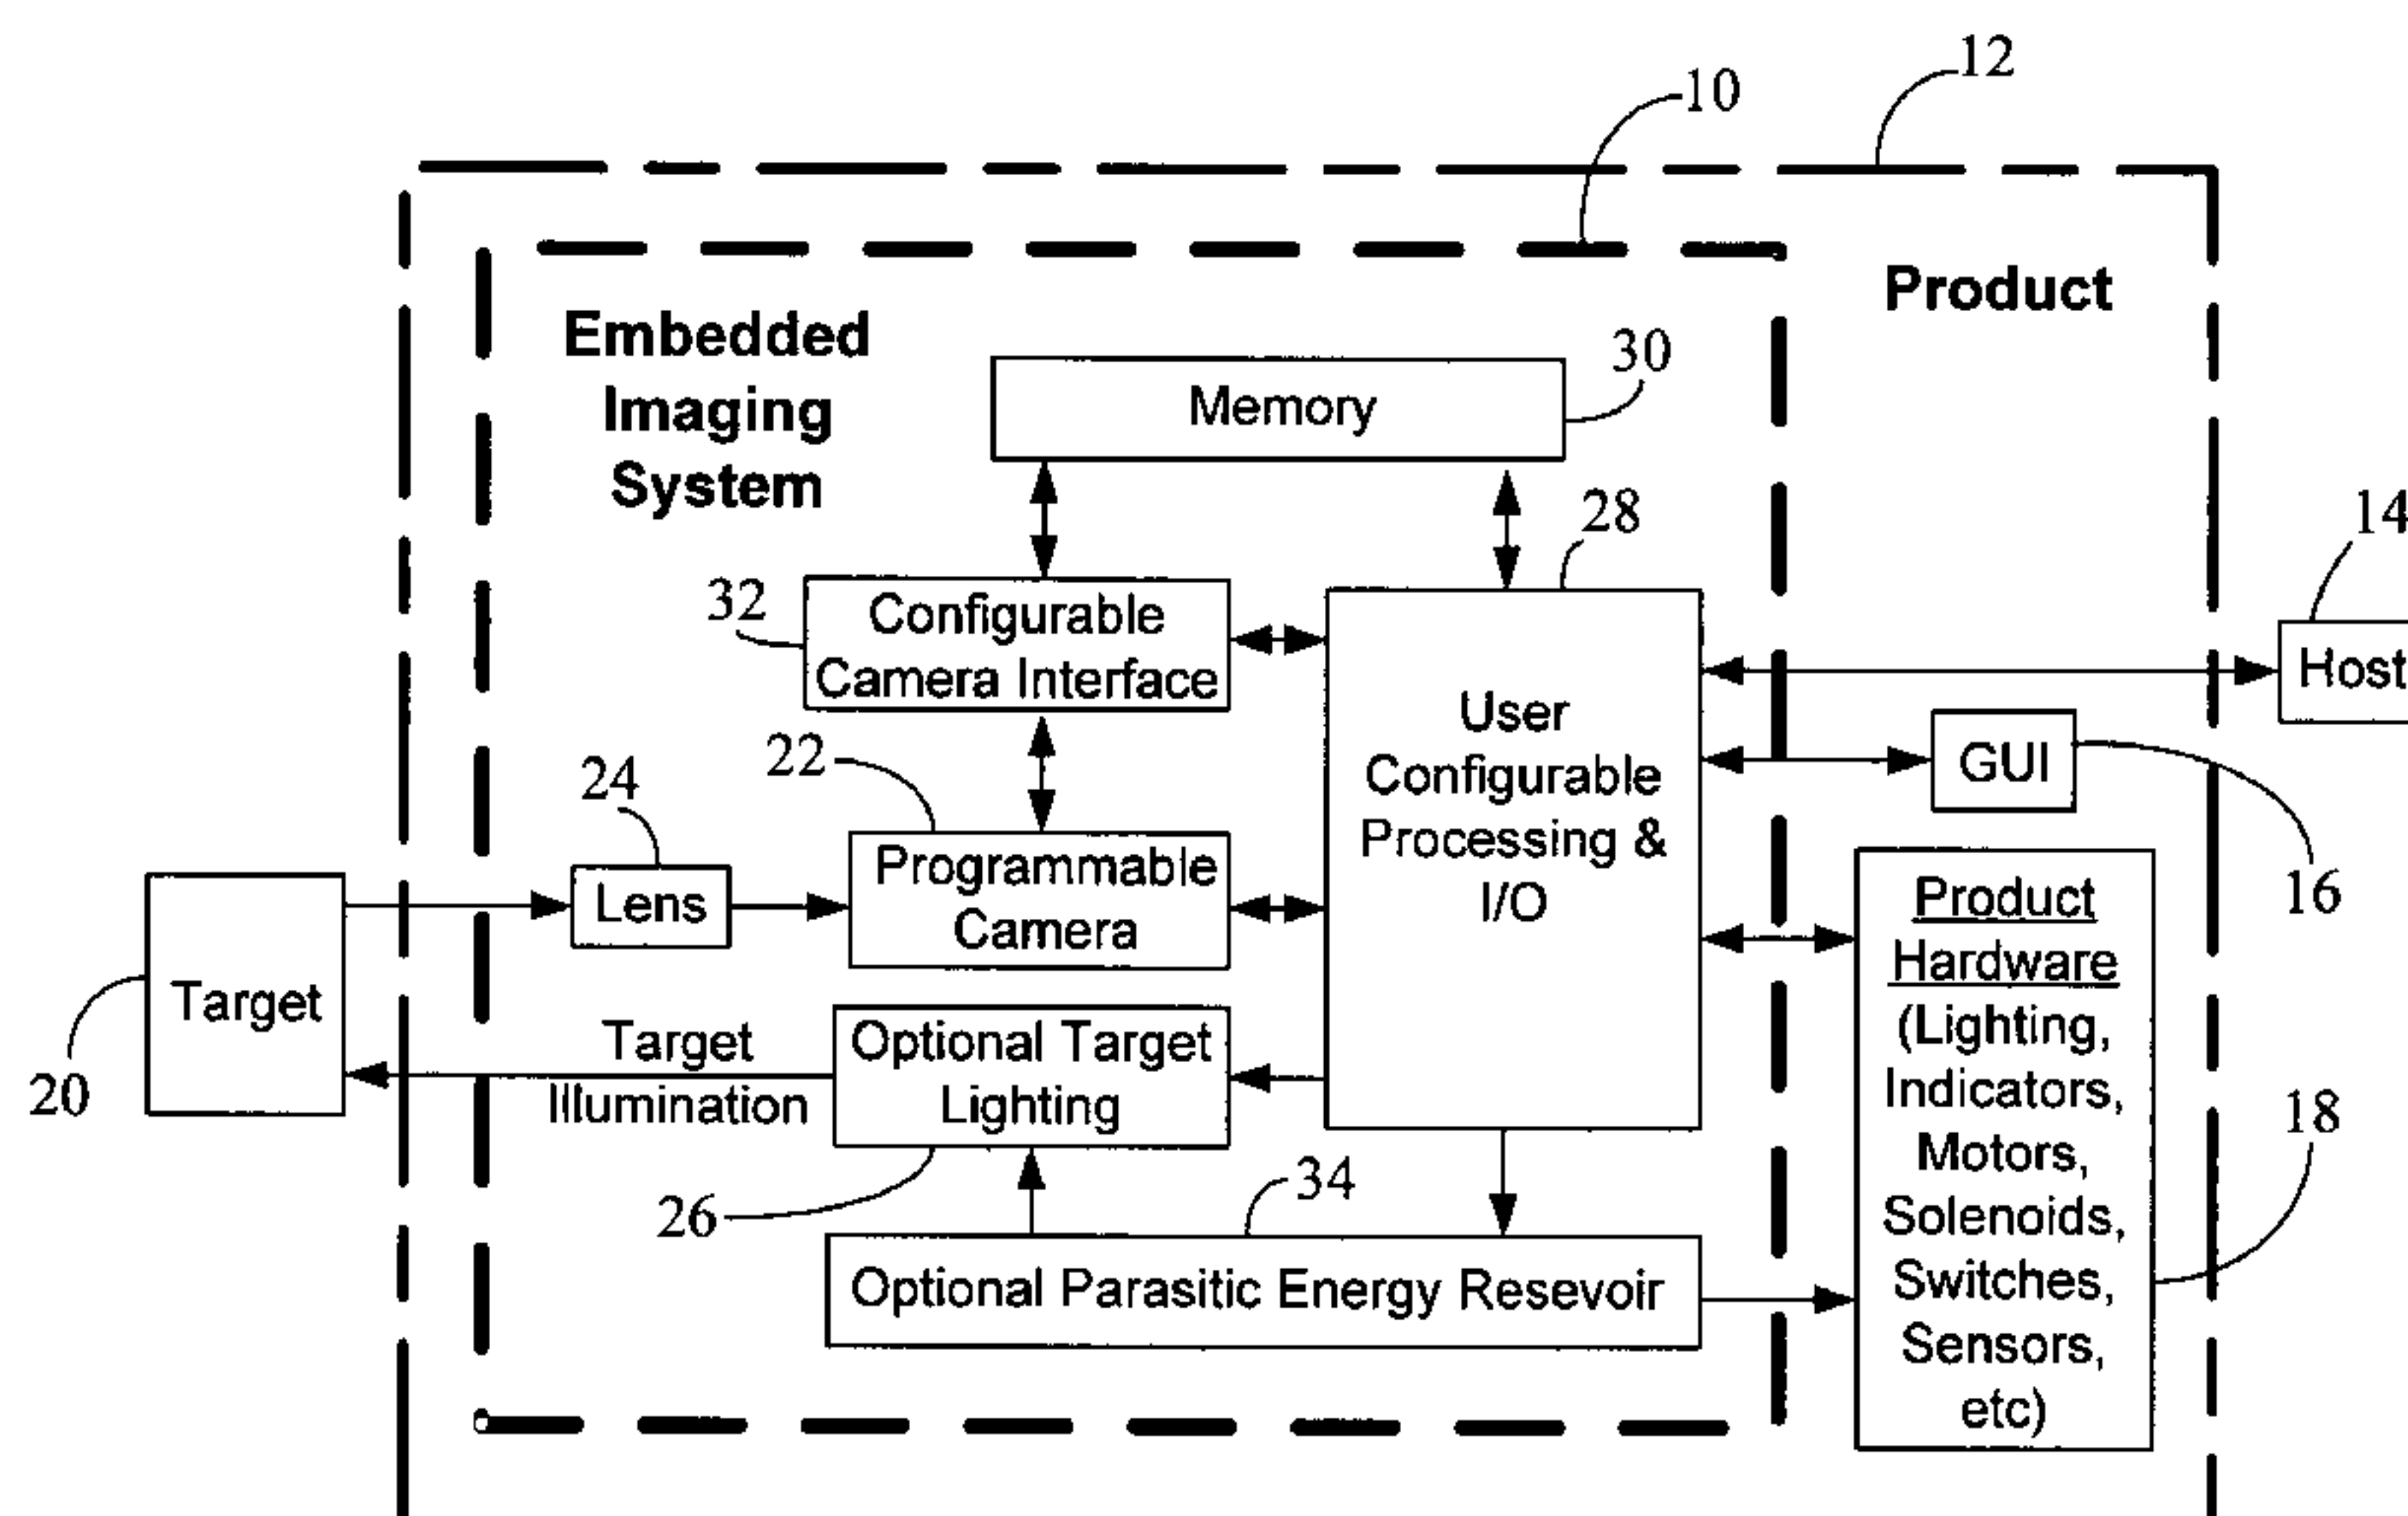 12
10
Product
Embedded
Imaging
System
30
Memory
28
14
32
Configurable
Camera Interface
Host
User
Configurable
Processing &
I/O
22
GUI
24
16
Programmable
Camera
Lens
Product
Hardware
(Lighting,
Indicators,
Motors,
Solenoids,
Switches,
Sensors,
etc)
Target
20
Target
Illumination
Optional Target
Lighting
18
26
34
Optional Parasitic Energy Resevoir